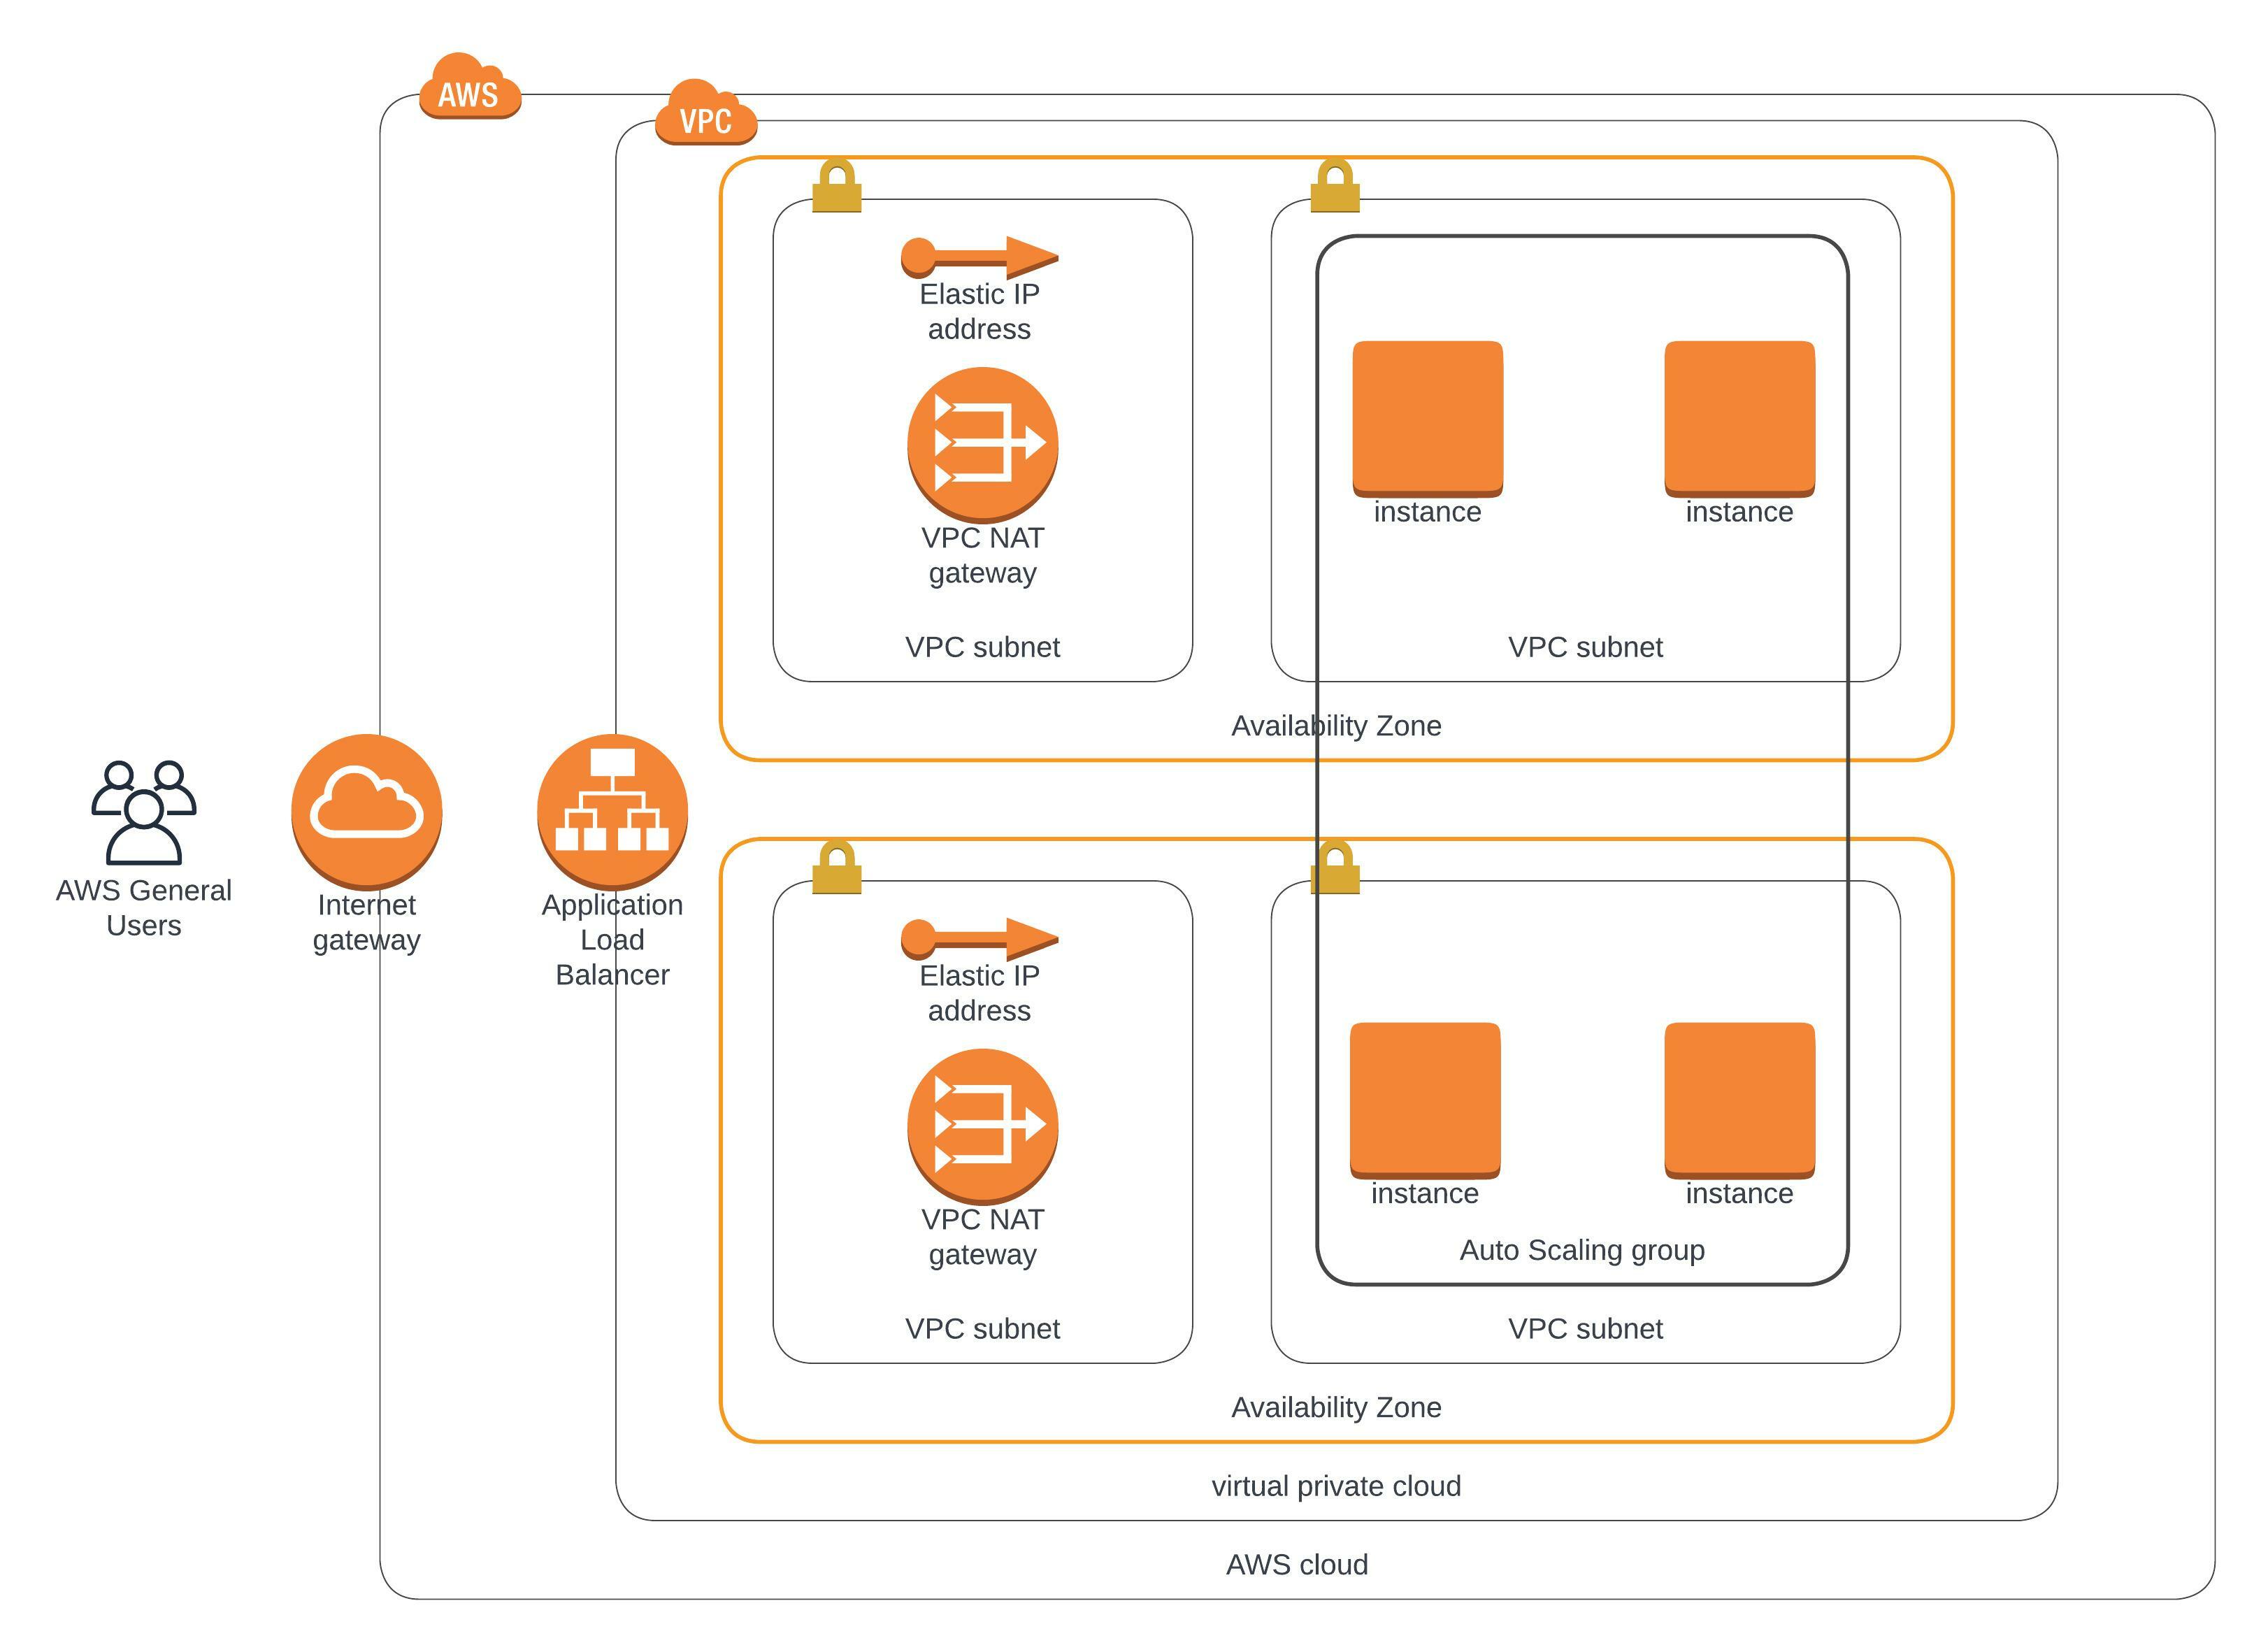 AWS
VPC
Elastic IP
address
VPC NAT
gateway
VPC subnet
instance
instance
VPC subnet
Availability Zone
AWS General
Users
Internet
gateway
Application
Load
Balancer
Elastic IP
address
VPC NAT
gateway
VPC subnet
instance
instance
Auto Scaling group
VPC subnet
Availability Zone
virtual private cloud
AWS cloud